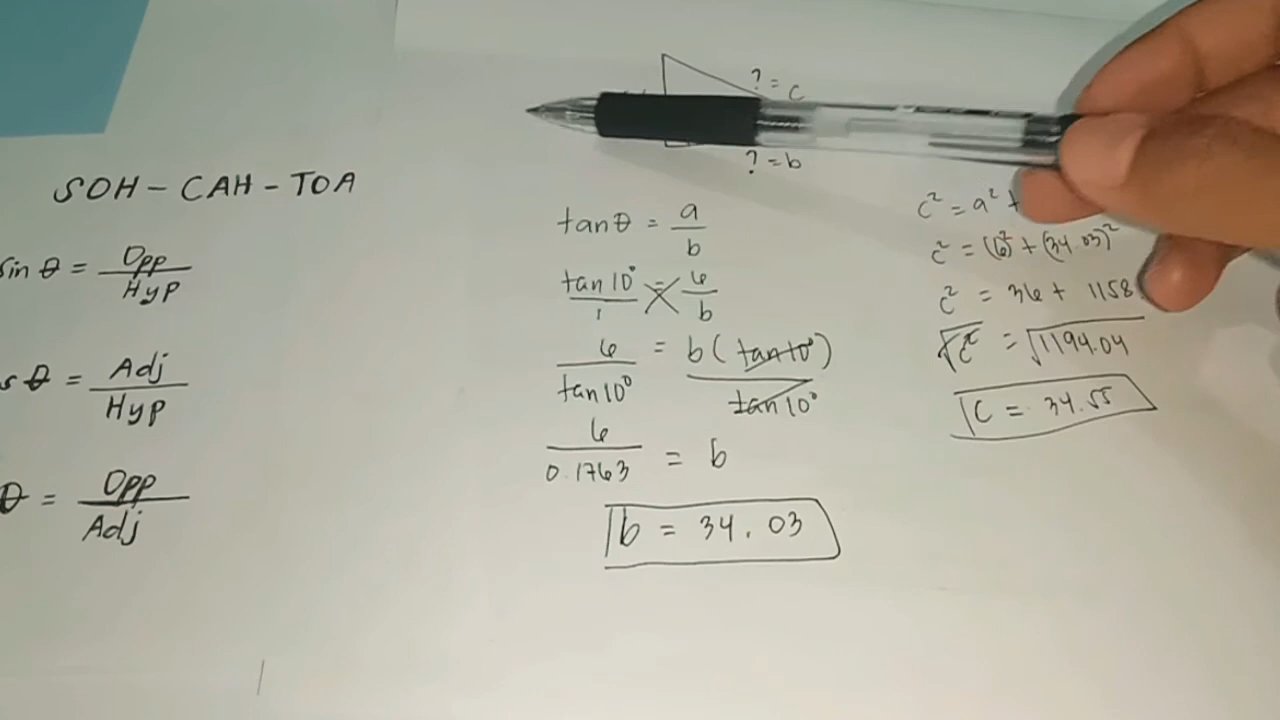 SOH - CAH - TOA
sin θ = Opp / Hyp
s θ = Adj / Hyp
θ = Opp / Adj
? = c
? = b
tan θ = a / b
tan 10° / 1 = 6 / b
6 / tan 10° = b ( tan 10° ) / tan 10°
6 / 0.1763 = b
b = 34.03
c² = a² +
c² = (6)² + (34.03)²
c² = 36 + 1158
√c² = √1194.04
c = 34.55